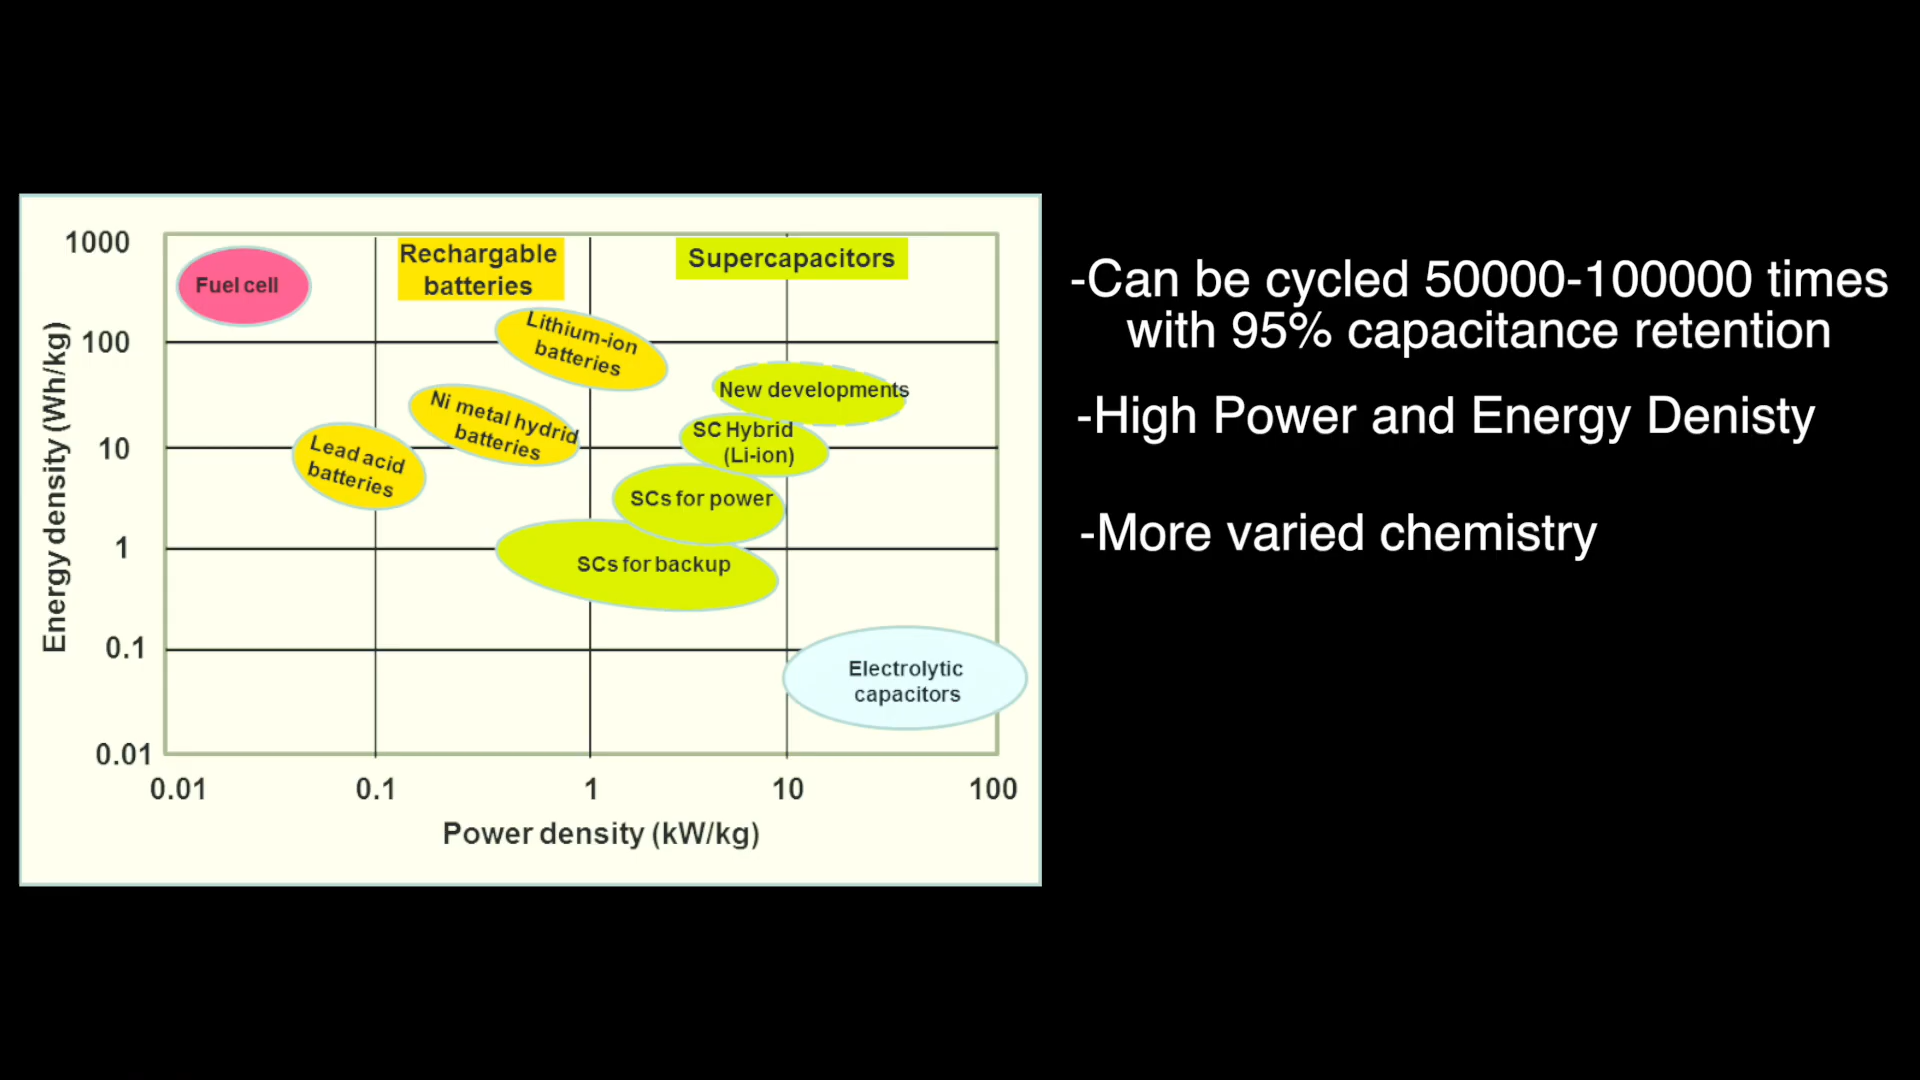 1000
100
10
1
0.1
0.01
Energy density (Wh/kg)
Fuel cell
Rechargable
batteries
Supercapacitors
Lithium-ion
batteries
New developments
Ni metal hydrid
batteries
SC Hybrid
(Li-ion)
Lead acid
batteries
SCs for power
SCs for backup
Electrolytic
capacitors
0.01
0.1
1
10
100
Power density (kW/kg)
-Can be cycled 50000-100000 times
with 95% capacitance retention
-High Power and Energy Denisty
-More varied chemistry